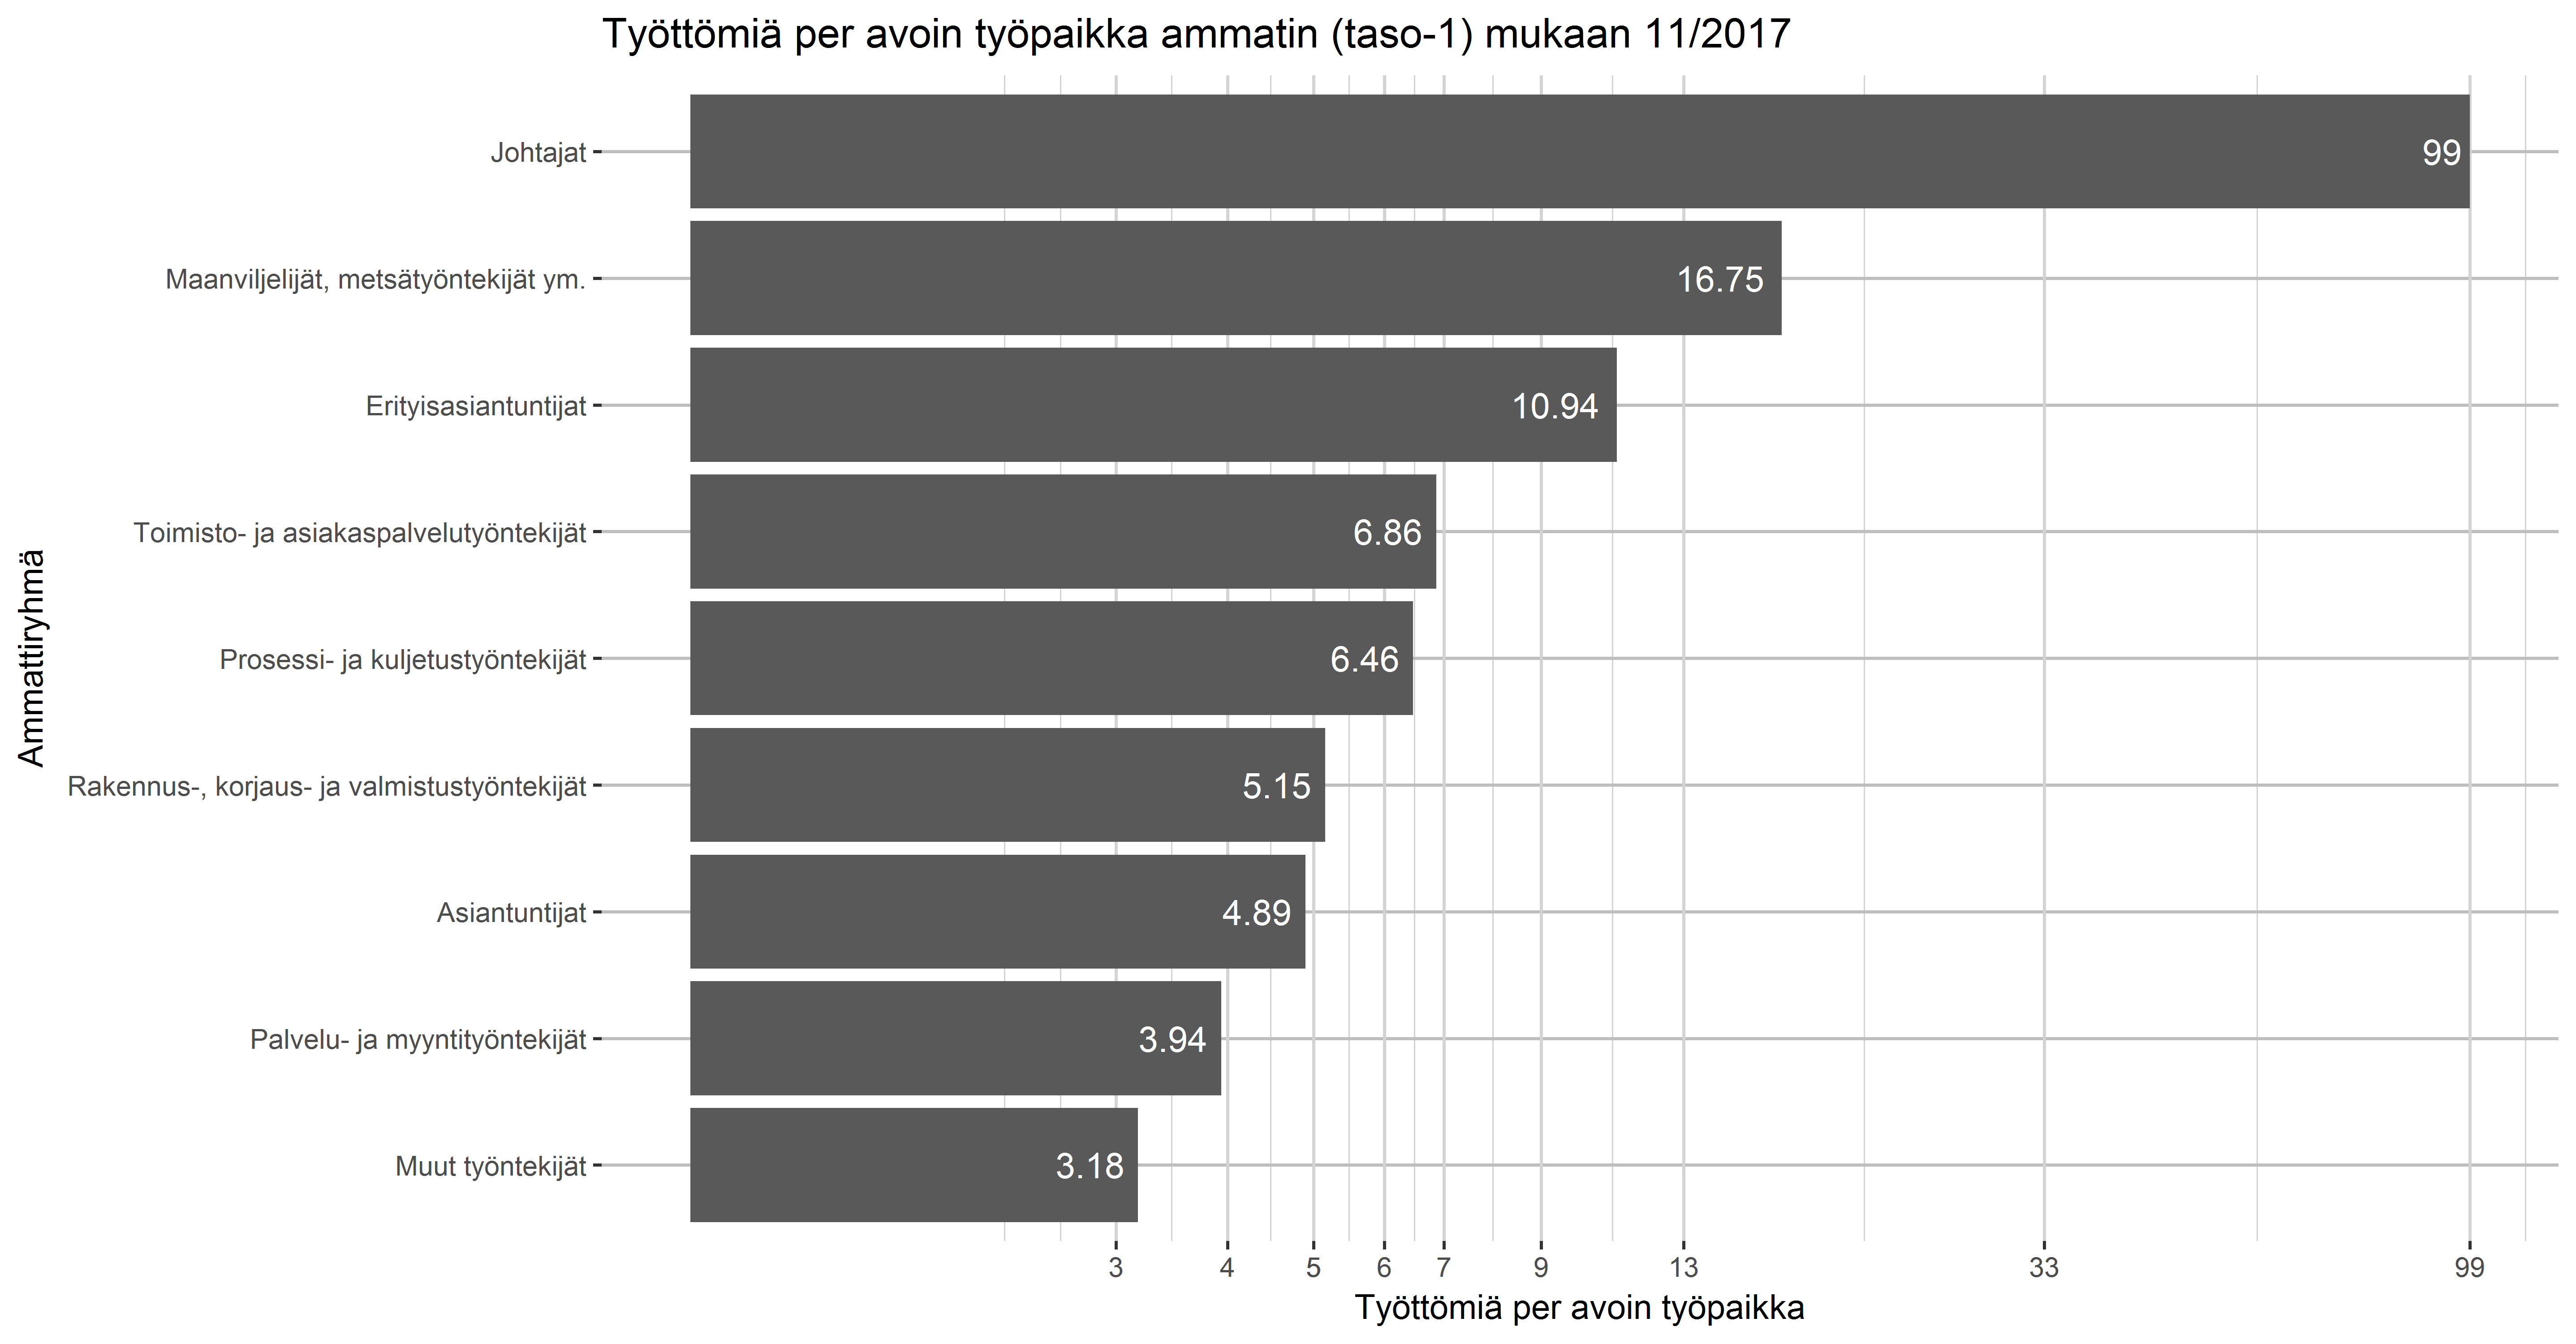 Työttömiä per avoin työpaikka ammatin (taso-1) mukaan 11/2017
Ammattiryhmä
Johtajat
99
Maanviljelijät, metsätyöntekijät ym.
16.75
Erityisasiantuntijat
10.94
Toimisto- ja asiakaspalvelutyöntekijät
6.86
Prosessi- ja kuljetustyöntekijät
6.46
Rakennus-, korjaus- ja valmistustyöntekijät
5.15
Asiantuntijat
4.89
Palvelu- ja myyntityöntekijät
3.94
Muut työntekijät
3.18
3 4 5 6 7 9 13 33 99
Työttömiä per avoin työpaikka